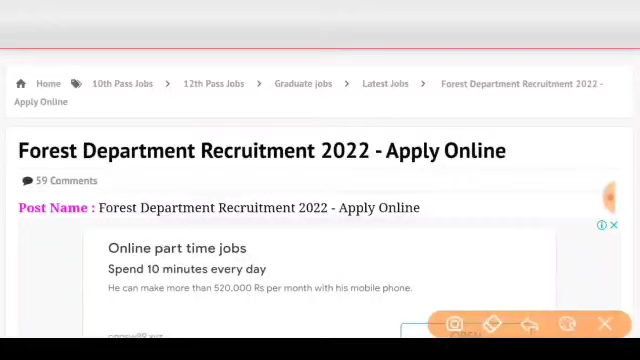 Home 10th Pass Jobs > 12th Pass Jobs > Graduate jobs > Latest Jobs > Forest Department Recruitment 2022 -
Apply Online
Forest Department Recruitment 2022 - Apply Online
59 Comments
Post Name : Forest Department Recruitment 2022 - Apply Online
Online part time jobs
Spend 10 minutes every day
He can make more than 520,000 Rs per month with his mobile phone.